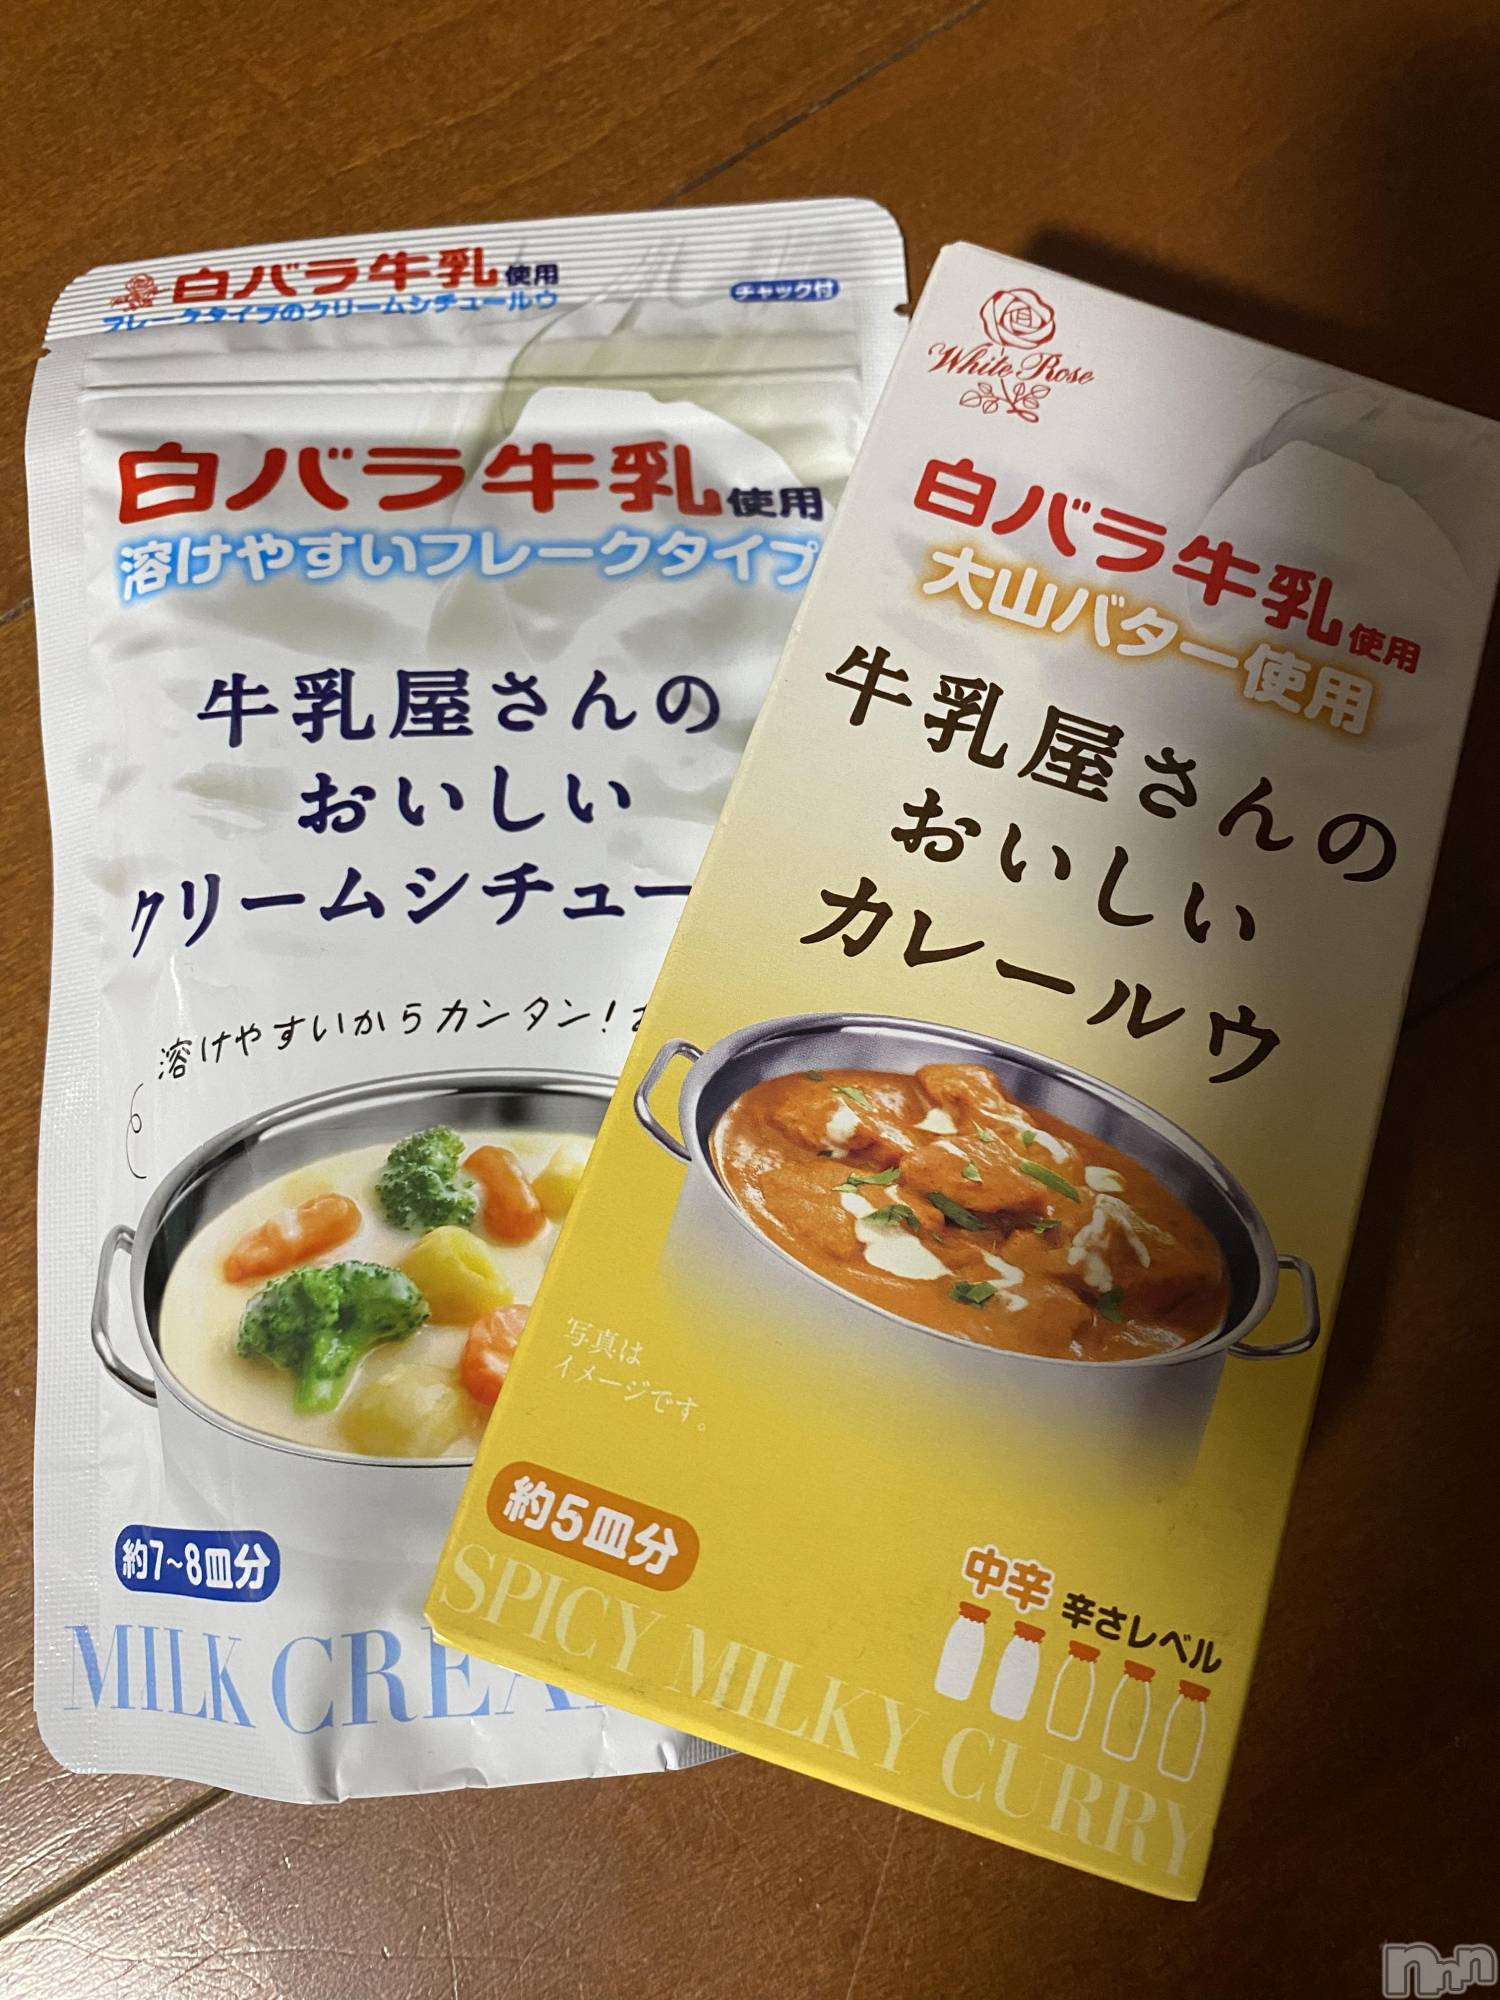 白バラ牛乳使用
フレークタイプのクリームシチュールウ
チャック付
白バラ牛乳使用
溶けやすいフレークタイプ
牛乳屋さんの
おいしい
クリームシチュー
溶けやすいからカンタン!
約7~8皿分
MILK CREA
White Rose
白バラ牛乳使用
大山バター使用
牛乳屋さんの
おいしい
カレールウ
写真は
イメージです。
約5皿分
中辛 辛さレベル
SPICY MILKY CURRY
nnn